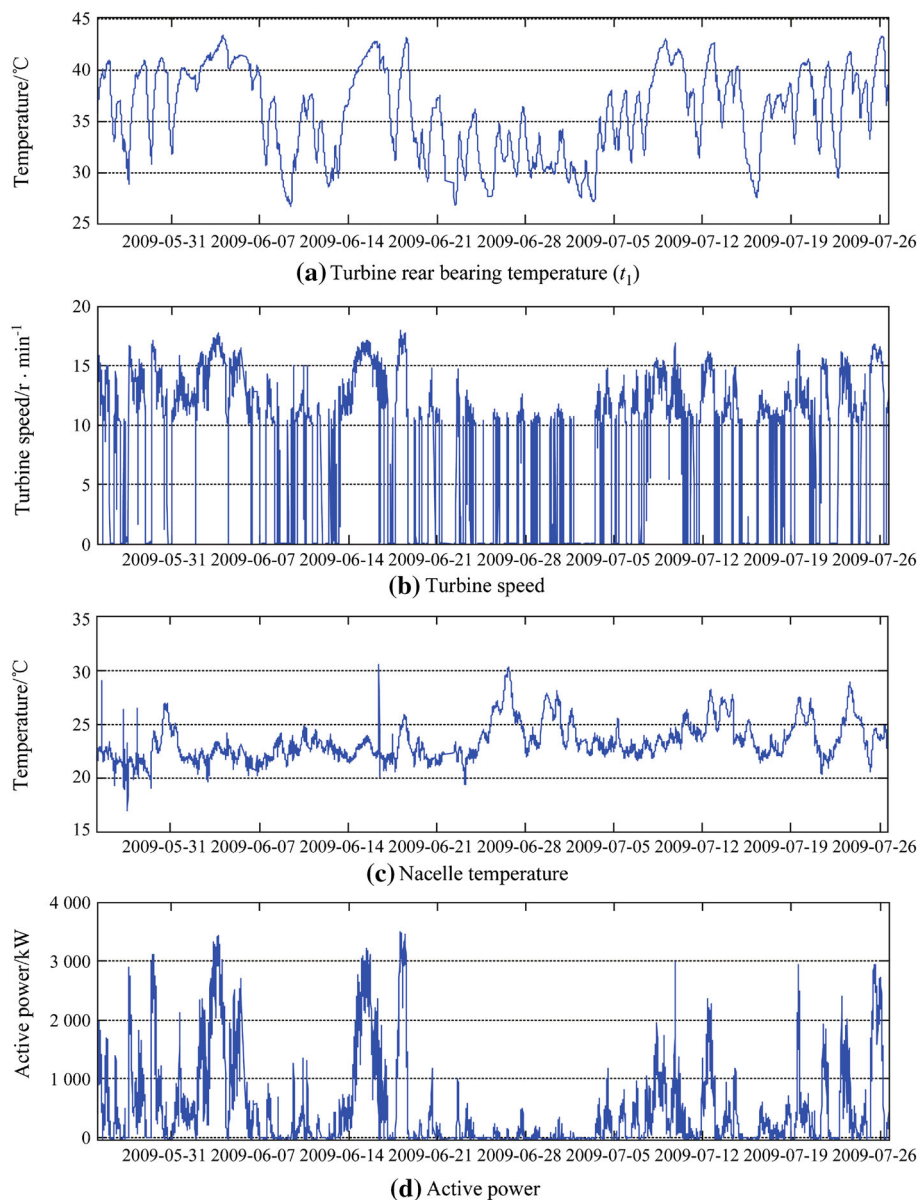 45
40
35
30
25
Temperature/℃
2009-05-31 2009-06-07 2009-06-14 2009-06-21 2009-06-28 2009-07-05 2009-07-12 2009-07-19 2009-07-26
(a) Turbine rear bearing temperature (t₁)
20
15
10
5
0
Turbine speed/r · min⁻¹
2009-05-31 2009-06-07 2009-06-14 2009-06-21 2009-06-28 2009-07-05 2009-07-12 2009-07-19 2009-07-26
(b) Turbine speed
35
30
25
20
15
Temperature/℃
2009-05-31 2009-06-07 2009-06-14 2009-06-21 2009-06-28 2009-07-05 2009-07-12 2009-07-19 2009-07-26
(c) Nacelle temperature
4 000
3 000
2 000
1 000
0
Active power/kW
2009-05-31 2009-06-07 2009-06-14 2009-06-21 2009-06-28 2009-07-05 2009-07-12 2009-07-19 2009-07-26
(d) Active power